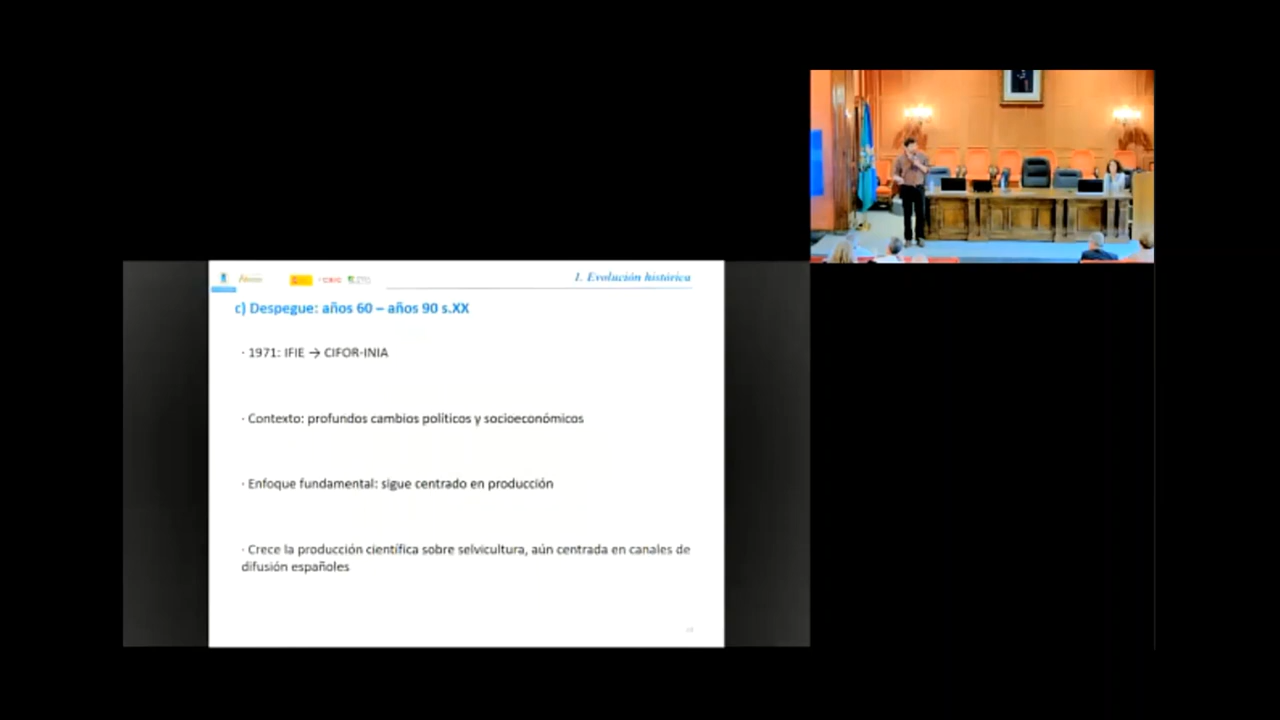 1. Evolución histórica
c) Despegue: años 60 – años 90 s.XX
· 1971: IFIE → CIFOR-INIA
· Contexto: profundos cambios políticos y socioeconómicos
· Enfoque fundamental: sigue centrado en producción
· Crece la producción científica sobre selvicultura, aún centrada en canales de
difusión españoles